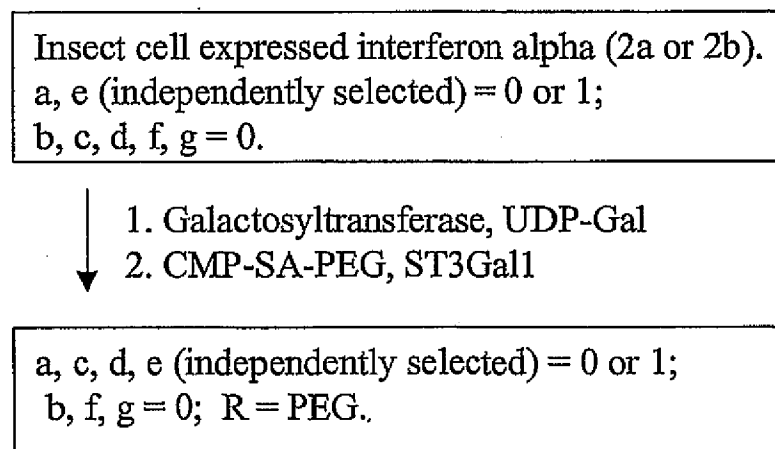 Insect cell expressed interferon alpha (2a or 2b).
a, e (independently selected) = 0 or 1;
b, c, d, f, g = 0.
1. Galactosyltransferase, UDP-Gal
2. CMP-SA-PEG, ST3Gal1
a, c, d, e (independently selected) = 0 or 1;
b, f, g = 0; R = PEG.